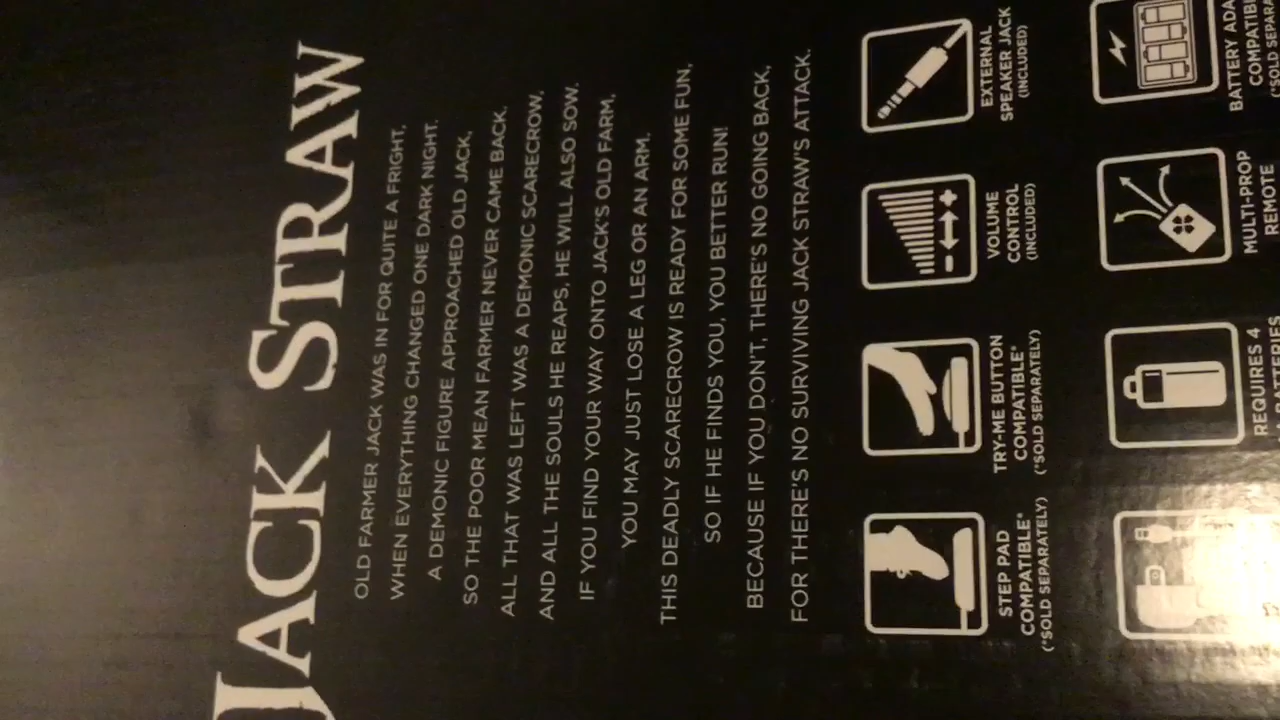 JACK STRAW
OLD FARMER JACK WAS IN FOR QUITE A FRIGHT,
WHEN EVERYTHING CHANGED ONE DARK NIGHT.
A DEMONIC FIGURE APPROACHED OLD JACK,
SO THE POOR MEAN FARMER NEVER CAME BACK.
ALL THAT WAS LEFT WAS A DEMONIC SCARECROW,
AND ALL THE SOULS HE REAPS, HE WILL ALSO SOW.
IF YOU FIND YOUR WAY ONTO JACK'S OLD FARM,
YOU MAY JUST LOSE A LEG OR AN ARM.
THIS DEADLY SCARECROW IS READY FOR SOME FUN,
SO IF HE FINDS YOU, YOU BETTER RUN!
BECAUSE IF YOU DON'T, THERE'S NO GOING BACK,
FOR THERE'S NO SURVIVING JACK STRAW'S ATTACK.
STEP PAD
COMPATIBLE*
(*SOLD SEPARATELY)
TRY-ME BUTTON
COMPATIBLE*
(*SOLD SEPARATELY)
VOLUME
CONTROL
(INCLUDED)
EXTERNAL
SPEAKER JACK
(INCLUDED)
REQUIRES 4
MULTI-PROP
REMOTE
BATTERY